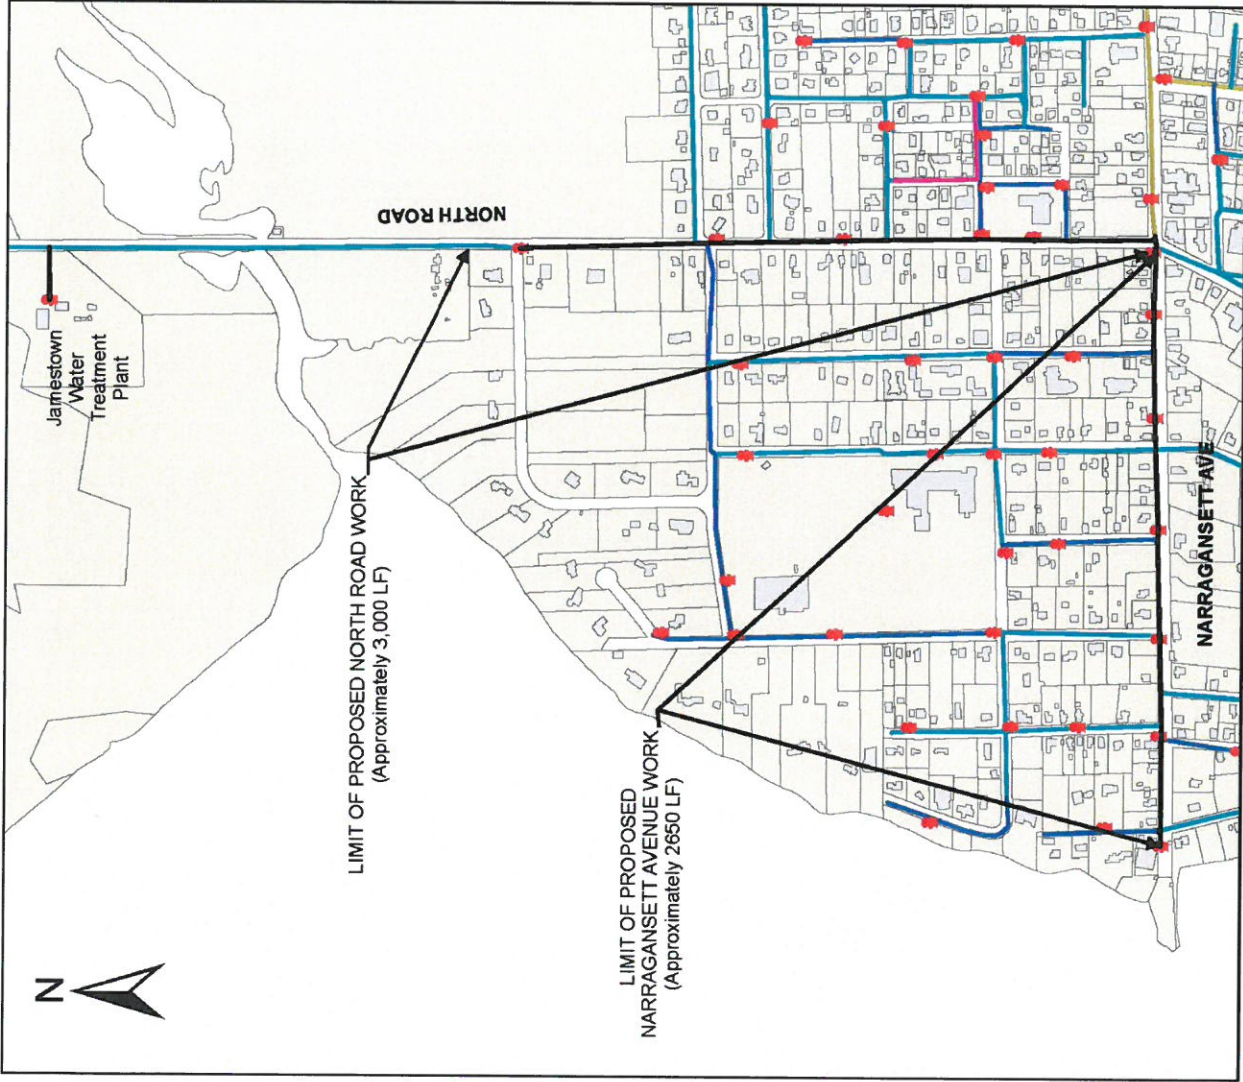 N
Jamestown
Water
Treatment
Plant
NORTH ROAD
LIMIT OF PROPOSED NORTH ROAD WORK
(Approximately 3,000 LF)
LIMIT OF PROPOSED
NARRAGANSETT AVENUE WORK
(Approximately 2650 LF)
NARRAGANSETT AVE